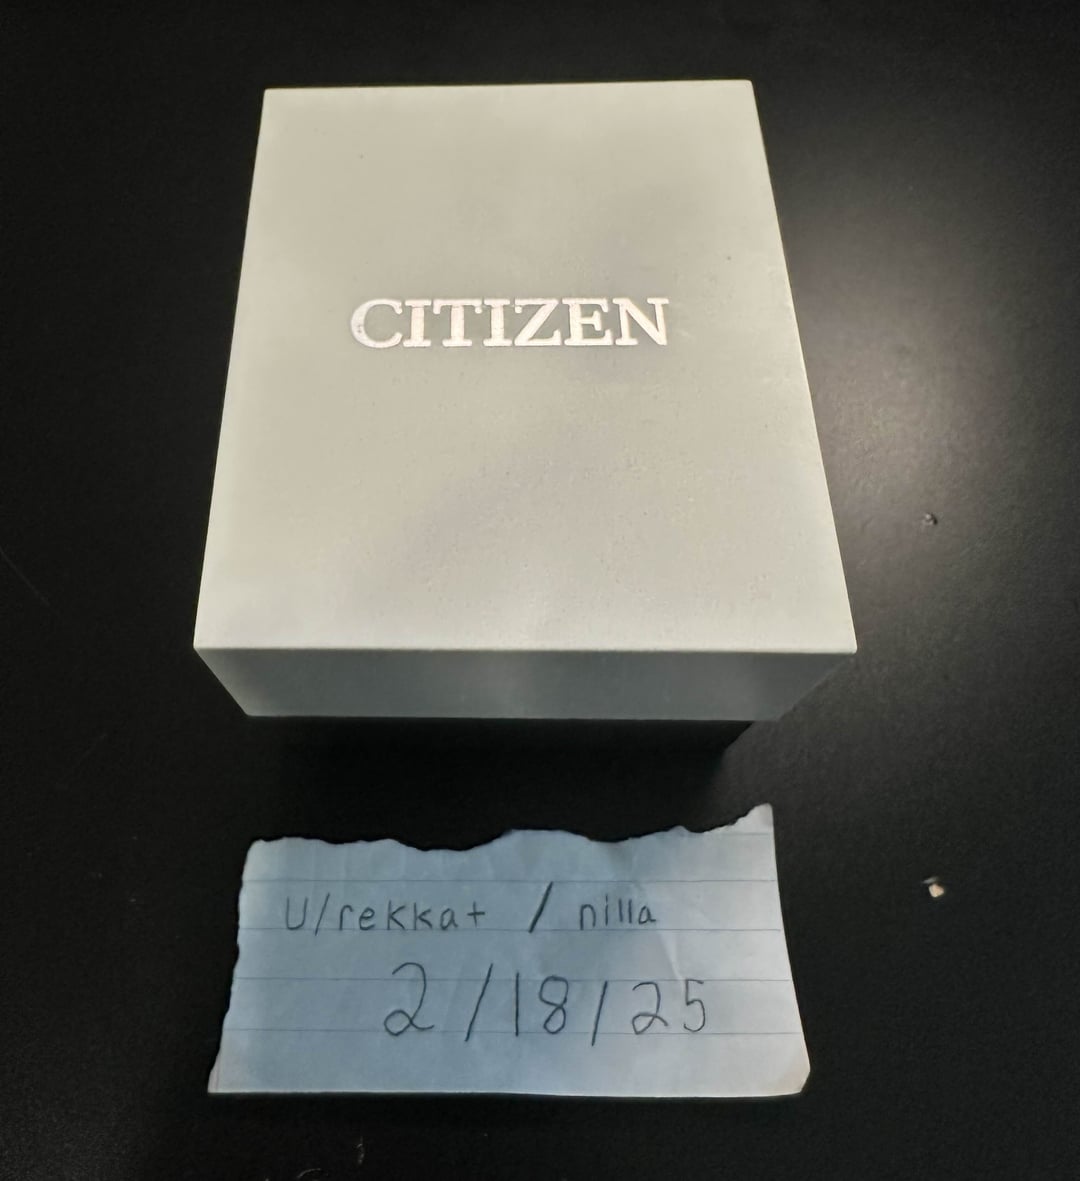 CITIZEN
U/rekkat / nilla
2/18/25